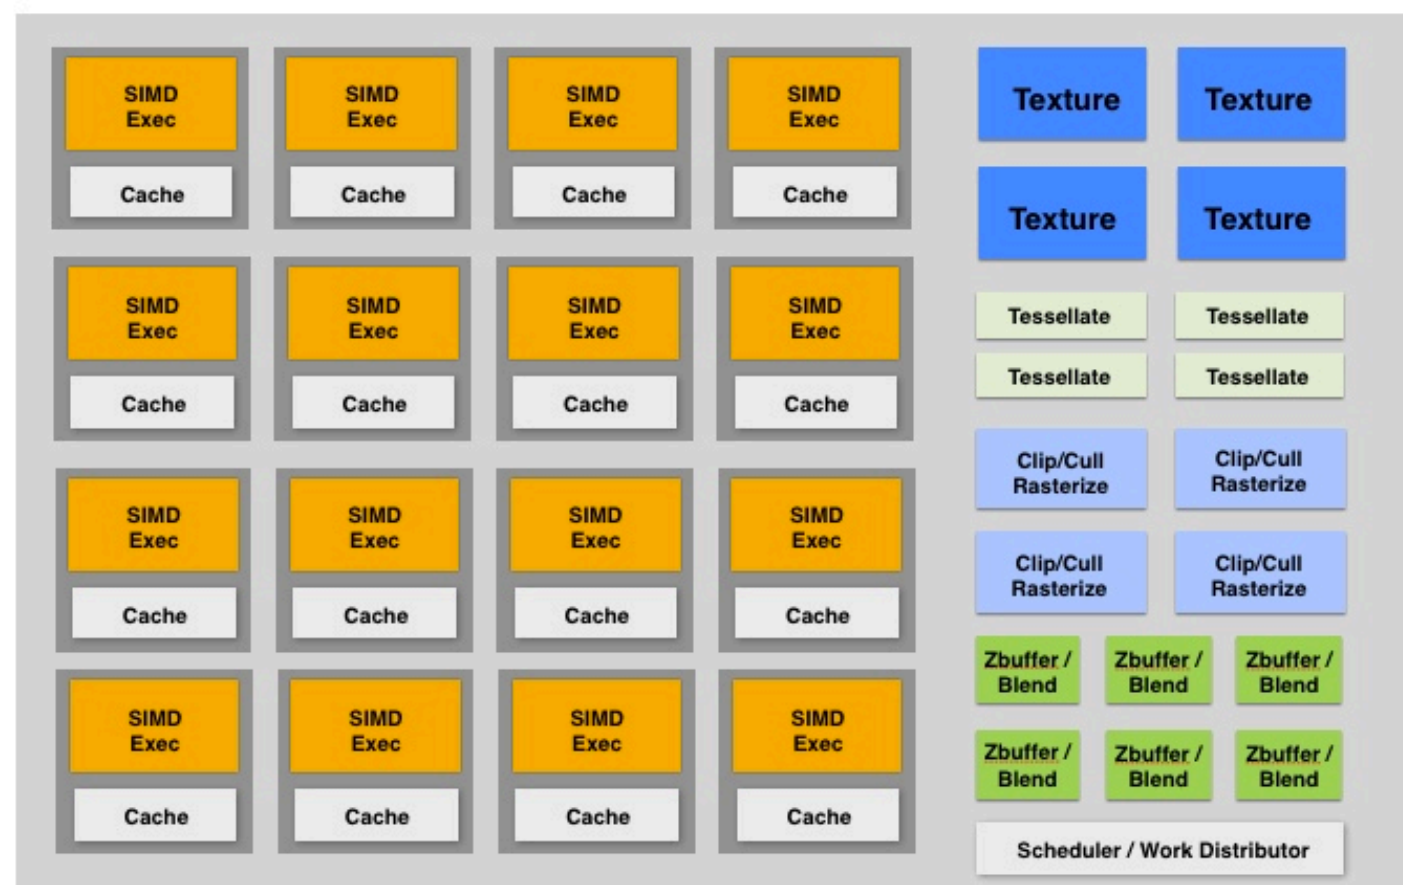 SIMD
Exec
SIMD
Exec
SIMD
Exec
SIMD
Exec
Cache
Cache
Cache
Cache
SIMD
Exec
SIMD
Exec
SIMD
Exec
SIMD
Exec
Cache
Cache
Cache
Cache
SIMD
Exec
SIMD
Exec
SIMD
Exec
SIMD
Exec
Cache
Cache
Cache
Cache
SIMD
Exec
SIMD
Exec
SIMD
Exec
SIMD
Exec
Cache
Cache
Cache
Cache
Texture
Texture
Texture
Texture
Tessellate
Tessellate
Tessellate
Tessellate
Clip/Cull
Rasterize
Clip/Cull
Rasterize
Clip/Cull
Rasterize
Clip/Cull
Rasterize
Zbuffer /
Blend
Zbuffer /
Blend
Zbuffer /
Blend
Zbuffer /
Blend
Zbuffer /
Blend
Zbuffer /
Blend
Scheduler / Work Distributor